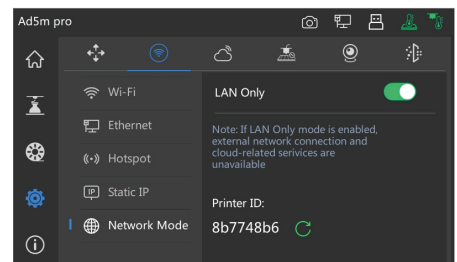 Ad5m pro
Wi-Fi
Ethernet
Hotspot
IP
Static IP
Network Mode
LAN Only
Note: If LAN Only mode is enabled,
external network connection and
cloud-related serivices are
unavailable
Printer ID:
8b7748b6